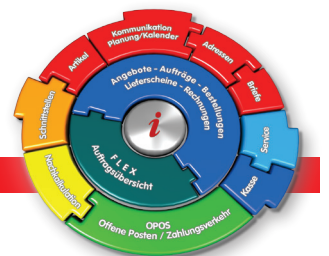 Kommunikation
Planung/Kalender
Adressen
Briefe
Service
Kasse
OPOS
Offene Posten / Zahlungsverkehr
Nachkalkulation
Schnittstellen
Artikel
Angebote - Aufträge - Bestellungen
Lieferscheine - Rechnungen
FLEX
Auftragsübersicht
i